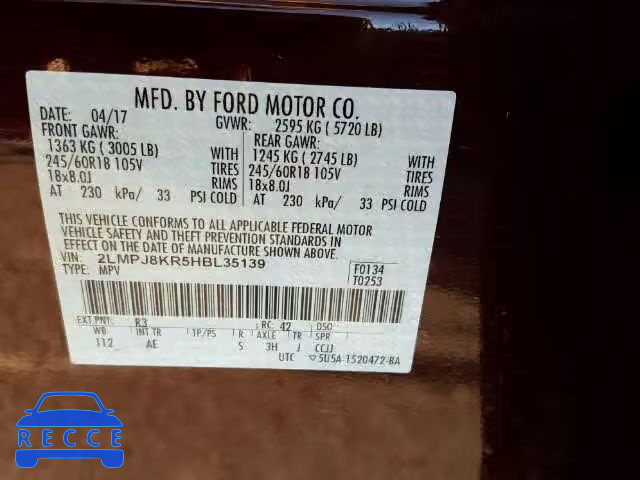 MFD. BY FORD MOTOR CO.
DATE: 04/17 GVWR: 2595 KG ( 5720 LB)
FRONT GAWR: REAR GAWR:
1363 KG ( 3005 LB) WITH 1245 KG ( 2745 LB) WITH
245/60R18 105V TIRES 245/60R18 105V TIRES
18x8.0J RIMS 18x8.0J RIMS
AT 230 kPa/ 33 PSI COLD AT 230 kPa/ 33 PSI COLD
THIS VEHICLE CONFORMS TO ALL APPLICABLE FEDERAL MOTOR
VEHICLE SAFETY AND THEFT PREVENTION STANDARDS IN
EFFECT ON THE DATE OF MANUFACTURE SHOWN ABOVE.
VIN: 2LMPJ8KR5HBL35139 F0134
TYPE: MPV T0253
EXT PNT: R3 RC: 42 DSO
WB INT TR TP/PS R AXLE TR SPR
112 AE S 3H J CCJJ
UTC ▽5U5A-1520472-BA
RECCE